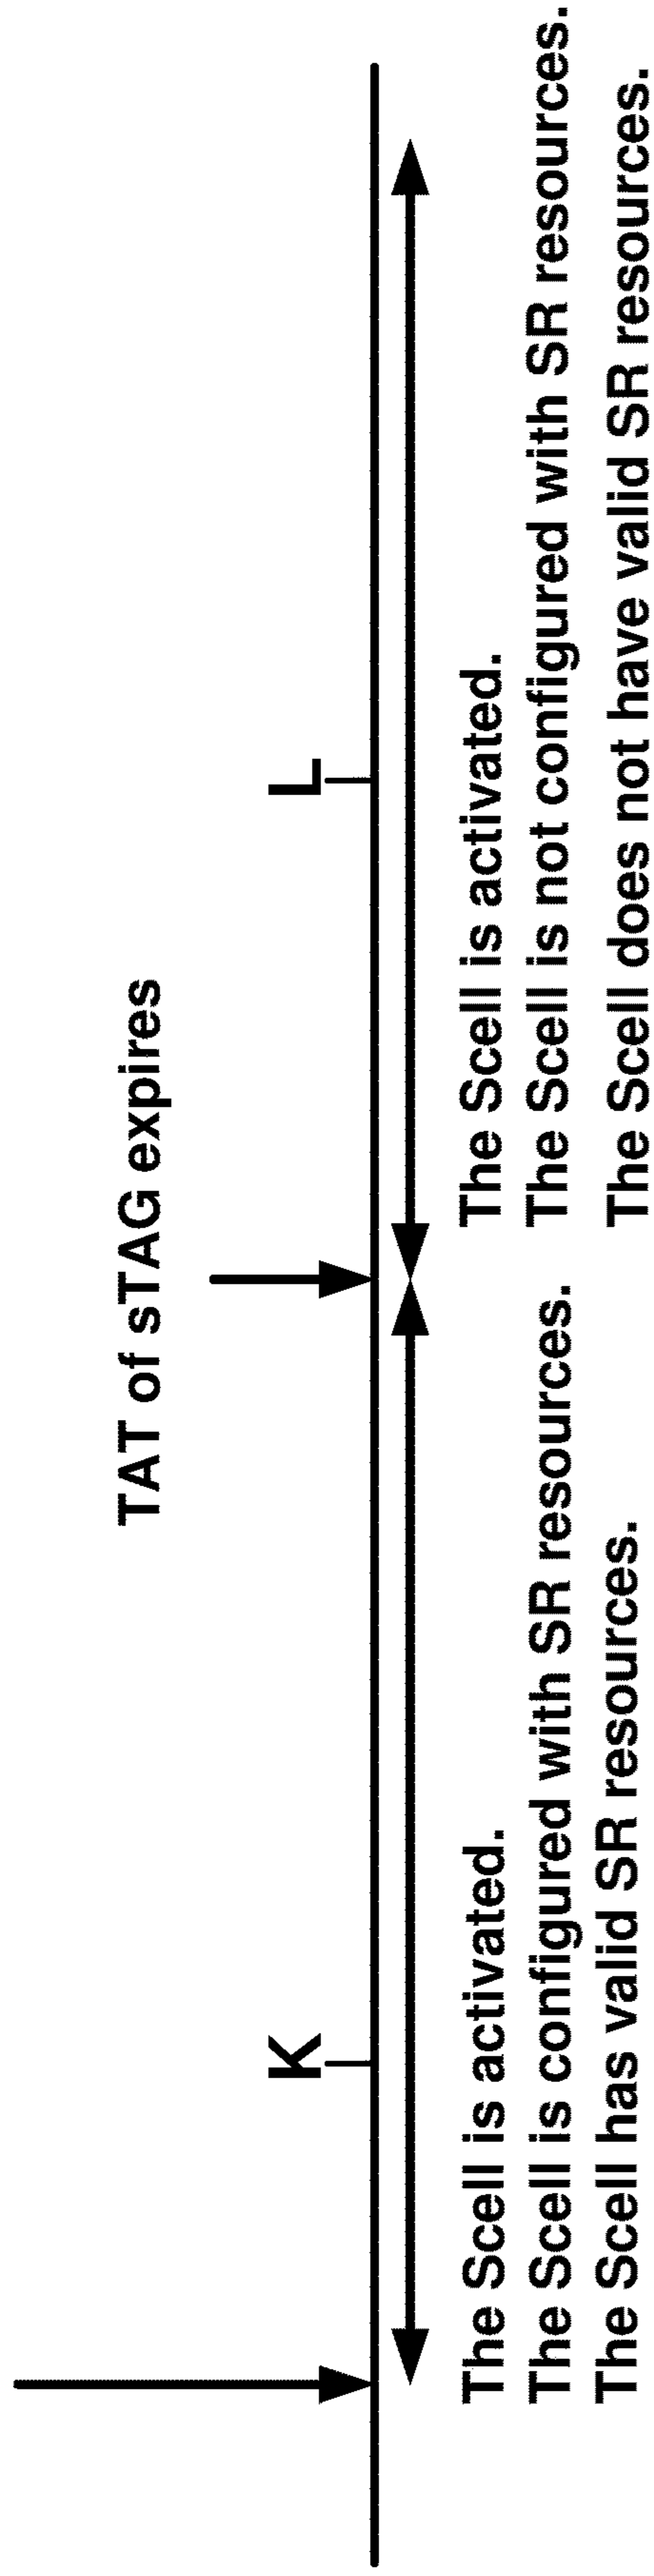 TAT of sTAG expires
K
L
The Scell is activated.
The Scell is configured with SR resources.
The Scell has valid SR resources.
The Scell is activated.
The Scell is not configured with SR resources.
The Scell does not have valid SR resources.